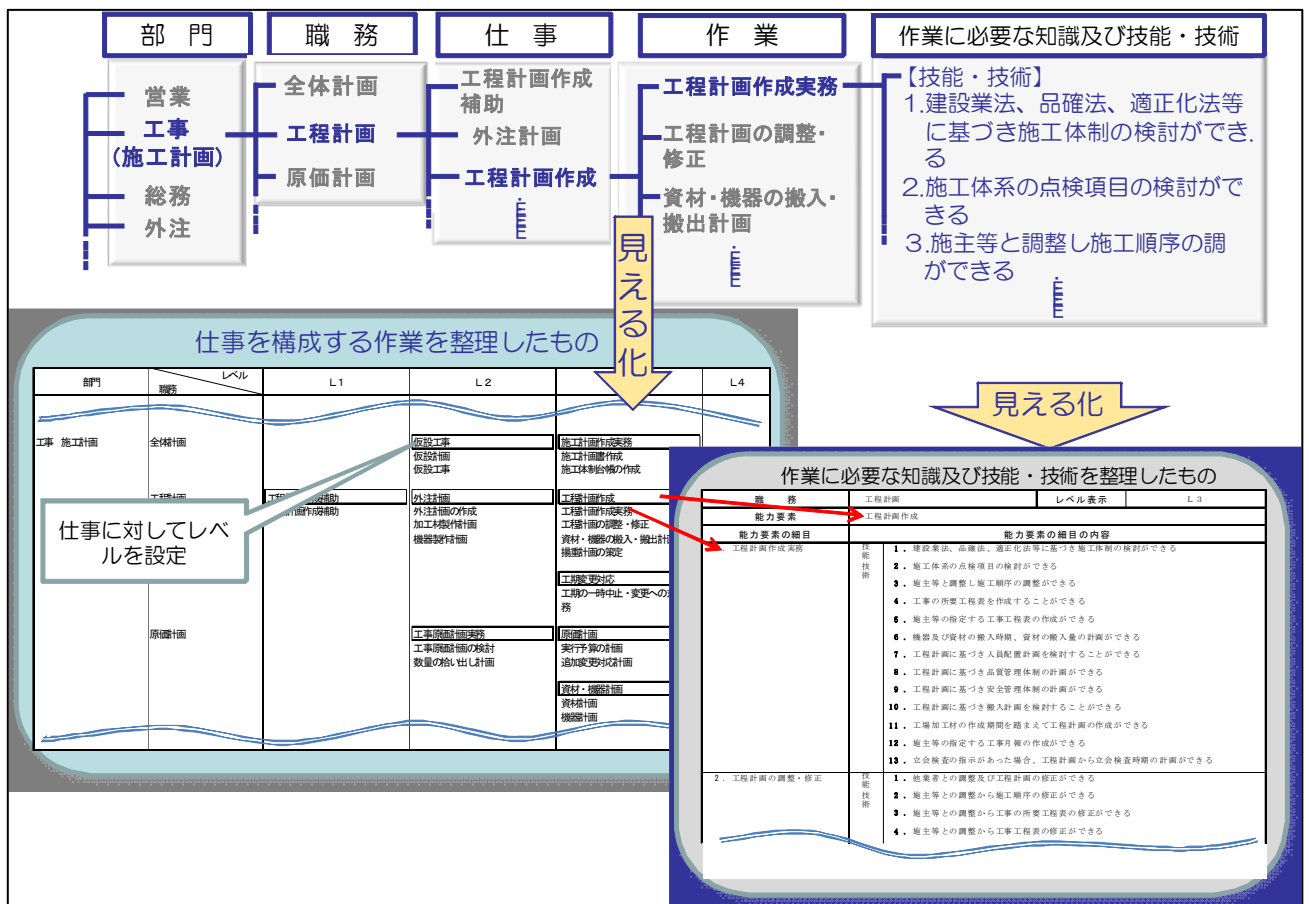 部 門
職 務
仕 事
作 業
作業に必要な知識及び技能・技術
営業
工事
(施工計画)
総務
外注
全体計画
工程計画
原価計画
工程計画作成
補助
外注計画
工程計画作成
工程計画作成実務
工程計画の調整・
修正
資材・機器の搬入・
搬出計画
【技能・技術】
1.建設業法、品確法、適正化法等
に基づき施工体制の検討ができ.
る
2.施工体系の点検項目の検討がで
きる
3.施主等と調整し施工順序の調
ができる
見える化
仕事を構成する作業を整理したもの
部門
レベル
職務
L1
L2
L4
工事 施工計画
全体計画
仮設工事
仮設計画
仮設工事
施工計画作成実務
施工計画書作成
施工体制台帳の作成
外注計画
外注計画の作成
加工材製作計画
機器製作計画
工程計画作成
工程計画作成実務
工程計画の調整・修正
資材・機器の搬入・搬出計
揚重計画の策定
工期変更対応
工期の一時中止・変更への
務
原価計画
工事原価計画実務
工事原価計画の検討
数量の拾い出し計画
原価計画
実行予算の計画
追加変更対応計画
資材・機器計画
資材計画
機器計画
仕事に対してレベ
ルを設定
見える化
作業に必要な知識及び技能・技術を整理したもの
職 務
工程計画
レベル表示
L3
能力要素
工程計画作成
能力要素の細目
能力要素の細目の内容
工程計画作成実務
技能技術
1. 建設業法、品確法、適正化法等に基づき施工体制の検討ができる
2. 施工体系の点検項目の検討ができる
3. 施主等と調整し施工順序の調整ができる
4. 工事の所要工程表を作成することができる
5. 施主等の指定する工事工程表の作成ができる
6. 機器及び資材の搬入時期、資材の搬入量の計画ができる
7. 工程計画に基づき人員配置計画を検討することができる
8. 工程計画に基づき品質管理体制の計画ができる
9. 工程計画に基づき安全管理体制の計画ができる
10. 工程計画に基づき搬入計画を検討することができる
11. 工場加工材の作成期間を踏まえて工程計画の作成ができる
12. 施主等の指定する工事月報の作成ができる
13. 立会検査の指示があった場合、工程計画から立会検査時期の計画ができる
2. 工程計画の調整・修正
技能技術
1. 他業者との調整及び工程計画の修正ができる
2. 施主等との調整から施工順序の修正ができる
3. 施主等との調整から工事の所要工程表の修正ができる
4. 施主等との調整から工事工程表の修正ができる